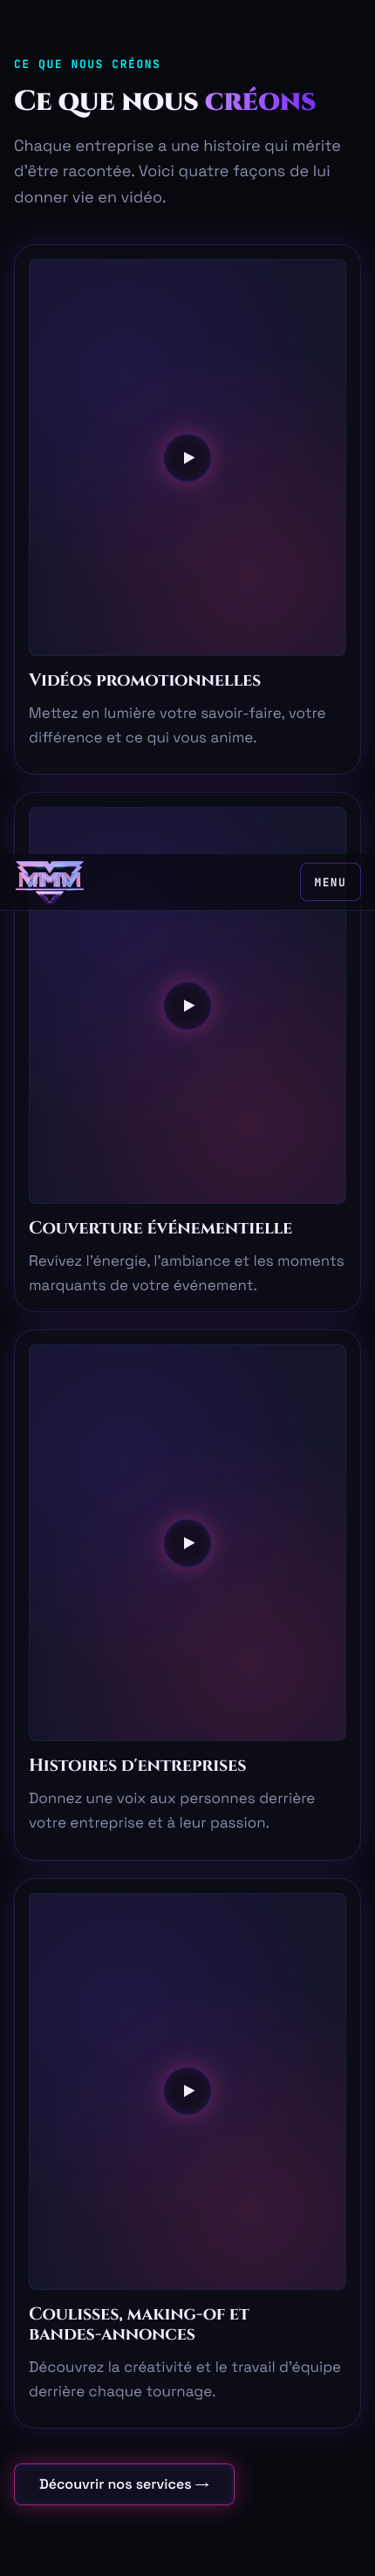 CE QUE NOUS CRÉONS
Ce que nous créons
Chaque entreprise a une histoire qui mérite
d'être racontée. Voici quatre façons de lui
donner vie en vidéo.
Vidéos promotionnelles
Mettez en lumière votre savoir-faire, votre
différence et ce qui vous anime.
MMM
MENU
Couverture événementielle
Revivez l'énergie, l'ambiance et les moments
marquants de votre événement.
Histoires d'entreprises
Donnez une voix aux personnes derrière
votre entreprise et à leur passion.
Coulisses, making-of et
bandes-annonces
Découvrez la créativité et le travail d'équipe
derrière chaque tournage.
Découvrir nos services →